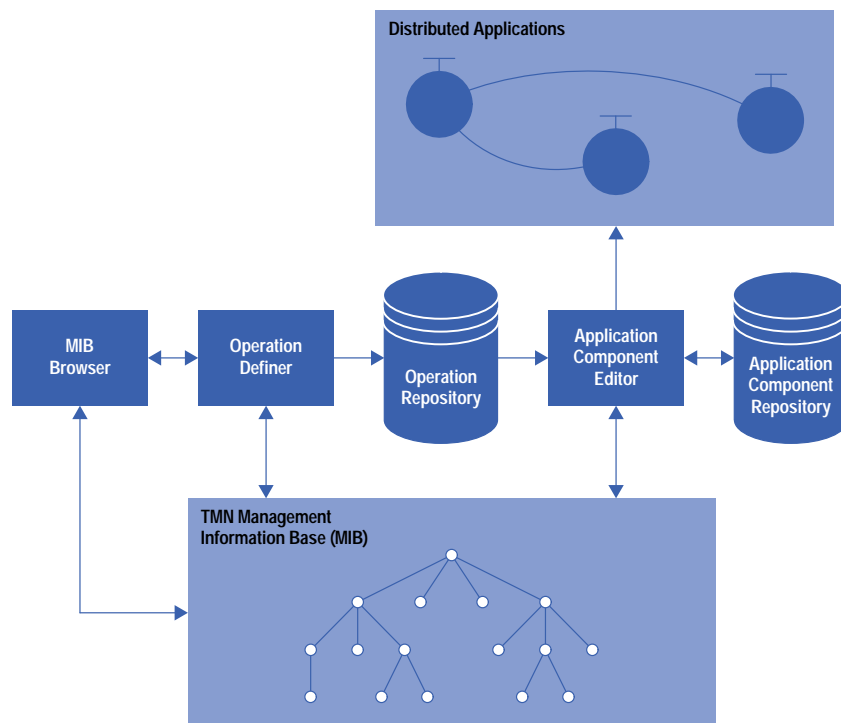 Distributed Applications
MIB
Browser
Operation
Definer
Operation
Repository
Application
Component
Editor
Application
Component
Repository
TMN Management
Information Base (MIB)